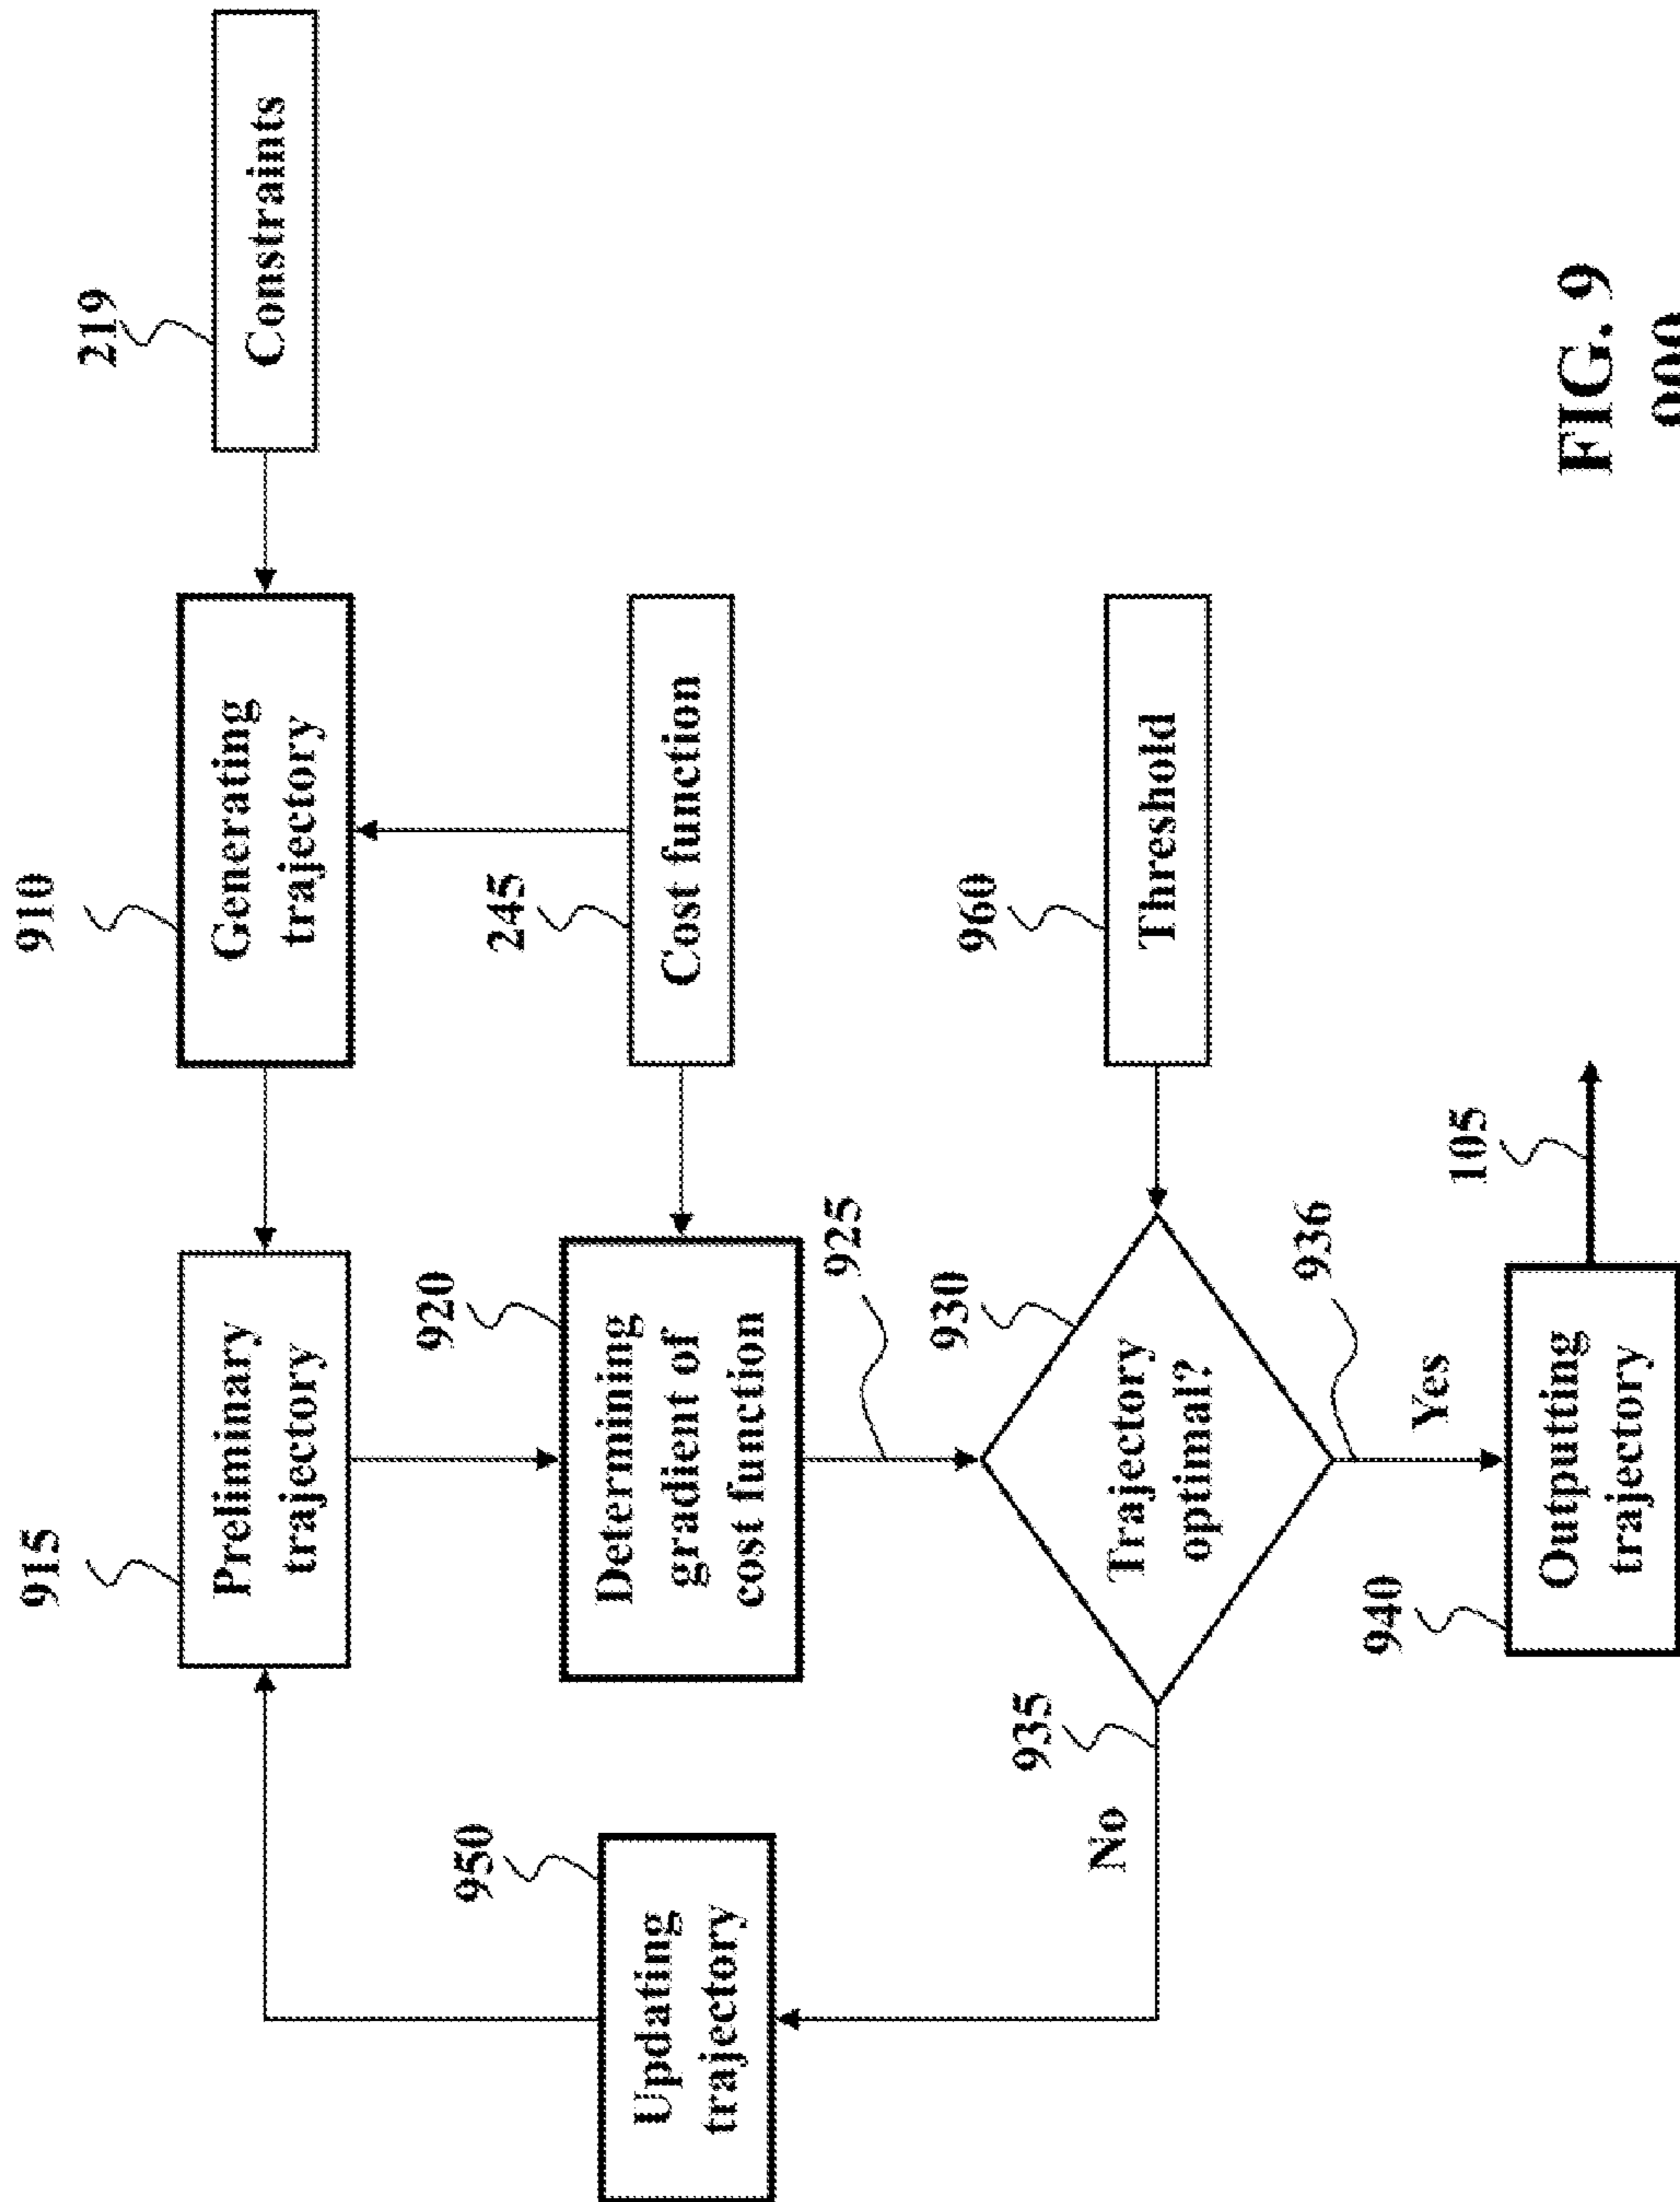 915
910
219
Preliminary
trajectory
Generating
trajectory
Constraints
950
920
245
Updating
trajectory
Determining
gradient of
cost function
Cost function
925
935
930
960
No
Trajectory
optimal?
Threshold
936
Yes
940
105
Outputting
trajectory
FIG. 9
900